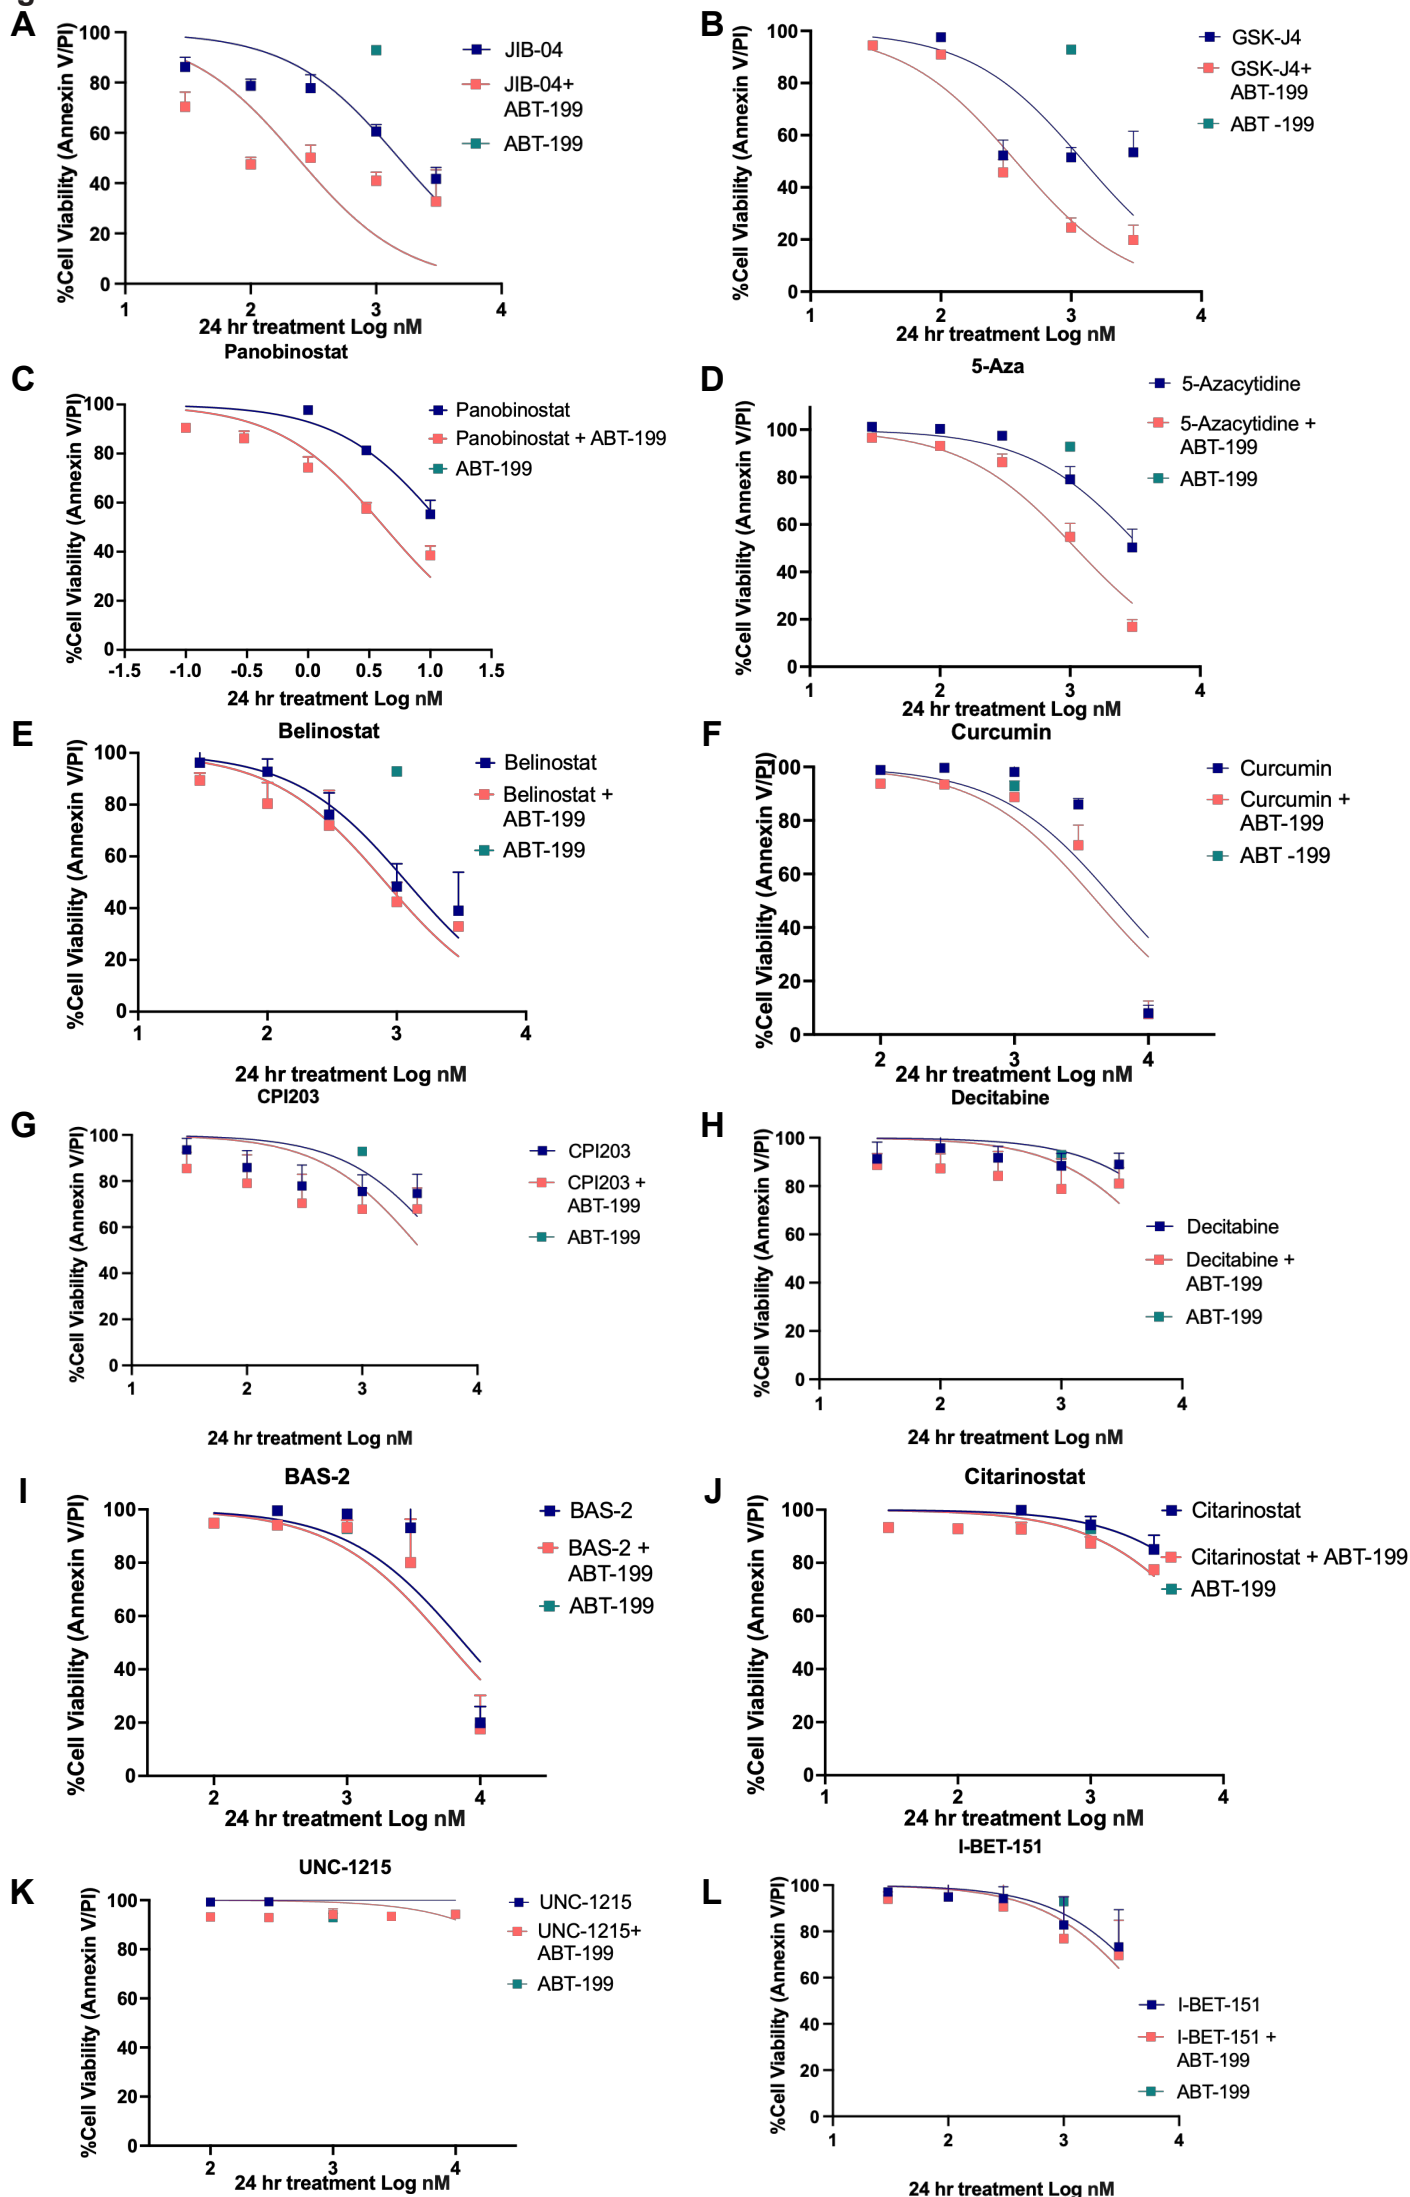 A
%Cell Viability (Annexin V/PI)
100
80
60
40
20
0
1
2
3
4
24 hr treatment Log nM
JIB-04
JIB-04+
ABT-199
ABT-199
B
%Cell Viability (Annexin V/PI)
100
80
60
40
20
0
1
2
3
4
24 hr treatment Log nM
GSK-J4
GSK-J4+
ABT-199
ABT -199
C
Panobinostat
%Cell Viability (Annexin V/PI)
100
80
60
40
20
0
-1.5
-1.0
-0.5
0.0
0.5
1.0
1.5
24 hr treatment Log nM
Panobinostat
Panobinostat + ABT-199
ABT-199
D
5-Aza
%Cell Viability (Annexin V/PI)
100
80
60
40
20
0
1
2
3
4
24 hr treatment Log nM
5-Azacytidine
5-Azacytidine +
ABT-199
ABT-199
E
Belinostat
%Cell Viability (Annexin V/PI)
100
80
60
40
20
0
1
2
3
4
24 hr treatment Log nM
Belinostat
Belinostat +
ABT-199
ABT-199
F
Curcumin
%Cell Viability (Annexin V/PI)
100
80
60
40
20
0
2
3
4
24 hr treatment Log nM
Curcumin
Curcumin +
ABT-199
ABT -199
G
CPI203
%Cell Viability (Annexin V/PI)
100
80
60
40
20
0
1
2
3
4
24 hr treatment Log nM
CPI203
CPI203 +
ABT-199
ABT-199
H
Decitabine
%Cell Viability (Annexin V/PI)
100
80
60
40
20
0
1
2
3
4
24 hr treatment Log nM
Decitabine
Decitabine +
ABT-199
ABT-199
I
BAS-2
%Cell Viability (Annexin V/PI)
100
80
60
40
20
0
2
3
4
24 hr treatment Log nM
BAS-2
BAS-2 +
ABT-199
ABT-199
J
Citarinostat
%Cell Viability (Annexin V/PI)
100
80
60
40
20
0
1
2
3
4
24 hr treatment Log nM
Citarinostat
Citarinostat + ABT-199
ABT-199
K
UNC-1215
%Cell Viability (Annexin V/PI)
100
80
60
40
20
0
2
3
4
24 hr treatment Log nM
UNC-1215
UNC-1215+
ABT-199
ABT-199
L
I-BET-151
%Cell Viability (Annexin V/PI)
100
80
60
40
20
0
1
2
3
4
24 hr treatment Log nM
I-BET-151
I-BET-151 +
ABT-199
ABT-199